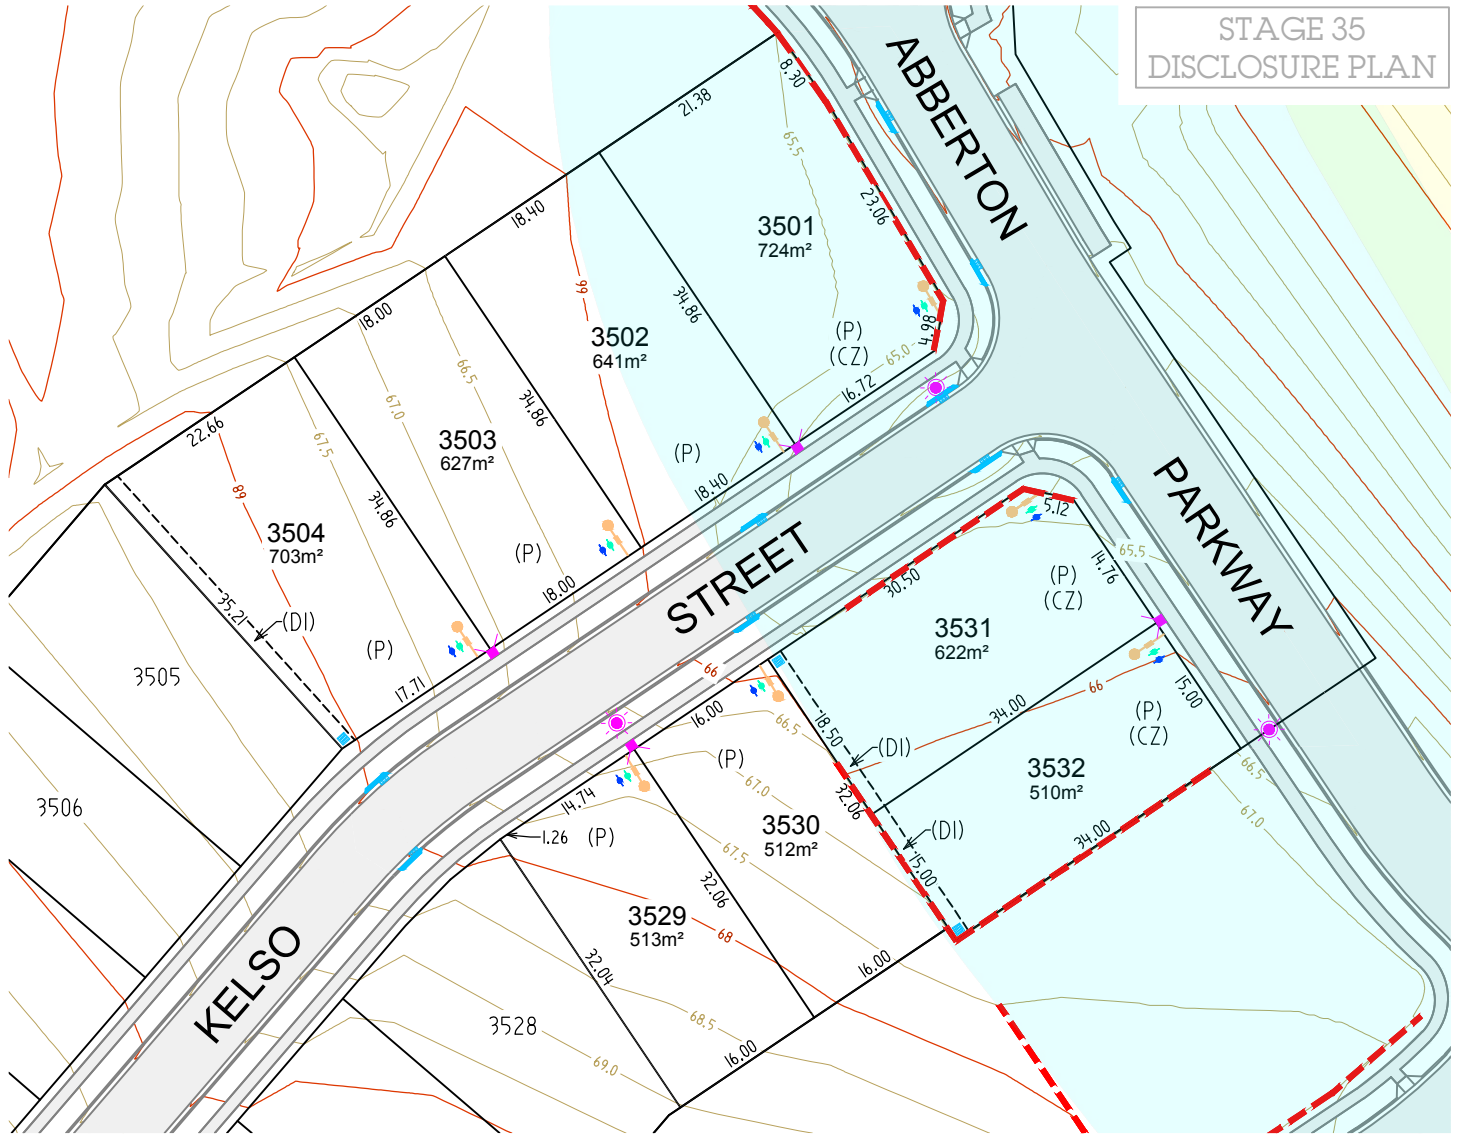 STAGE 35
DISCLOSURE PLAN
ABBERTON
PARKWAY
KELSO
STREET
8.30
21.38
65.5
23.06
3501
724m²
34.86
4.98
(P)
(CZ)
65.0
16.72
18.40
66
3502
641m²
(P)
18.40
18.00
66.5
67.0
34.86
3503
627m²
(P)
18.00
22.66
67.5
68
34.86
3504
703m²
35.21
(DI)
(P)
17.71
3505
3506
5.12
65.5
14.76
30.50
(P)
(CZ)
3531
622m²
66
34.00
66
15.00
(P)
(CZ)
18.50
(DI)
3532
510m²
66.5
67.0
34.00
(DI)
15.00
32.06
16.00
66.5
(P)
67.0
3530
512m²
67.5
14.74
1.26
(P)
32.06
3529
513m²
68
32.04
16.00
3528
68.5
69.0
16.00